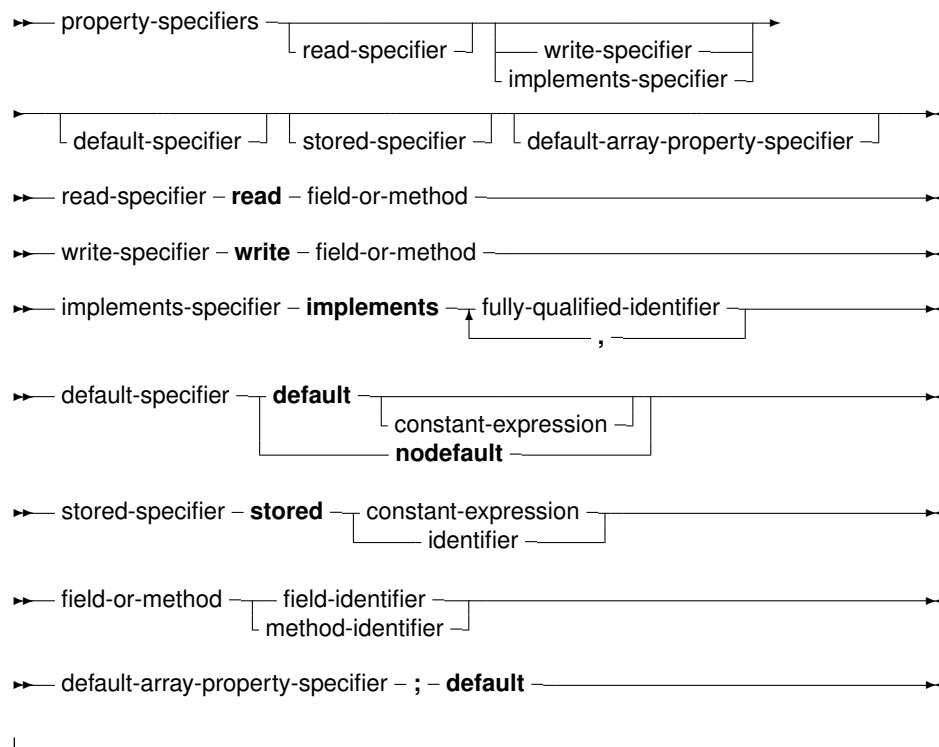 property-specifiers
read-specifier write-specifier
implements-specifier
default-specifier stored-specifier default-array-property-specifier
read-specifier read field-or-method
write-specifier write field-or-method
implements-specifier implements fully-qualified-identifier
,
default-specifier default
constant-expression
nodefault
stored-specifier stored constant-expression
identifier
field-or-method field-identifier
method-identifier
default-array-property-specifier ; default